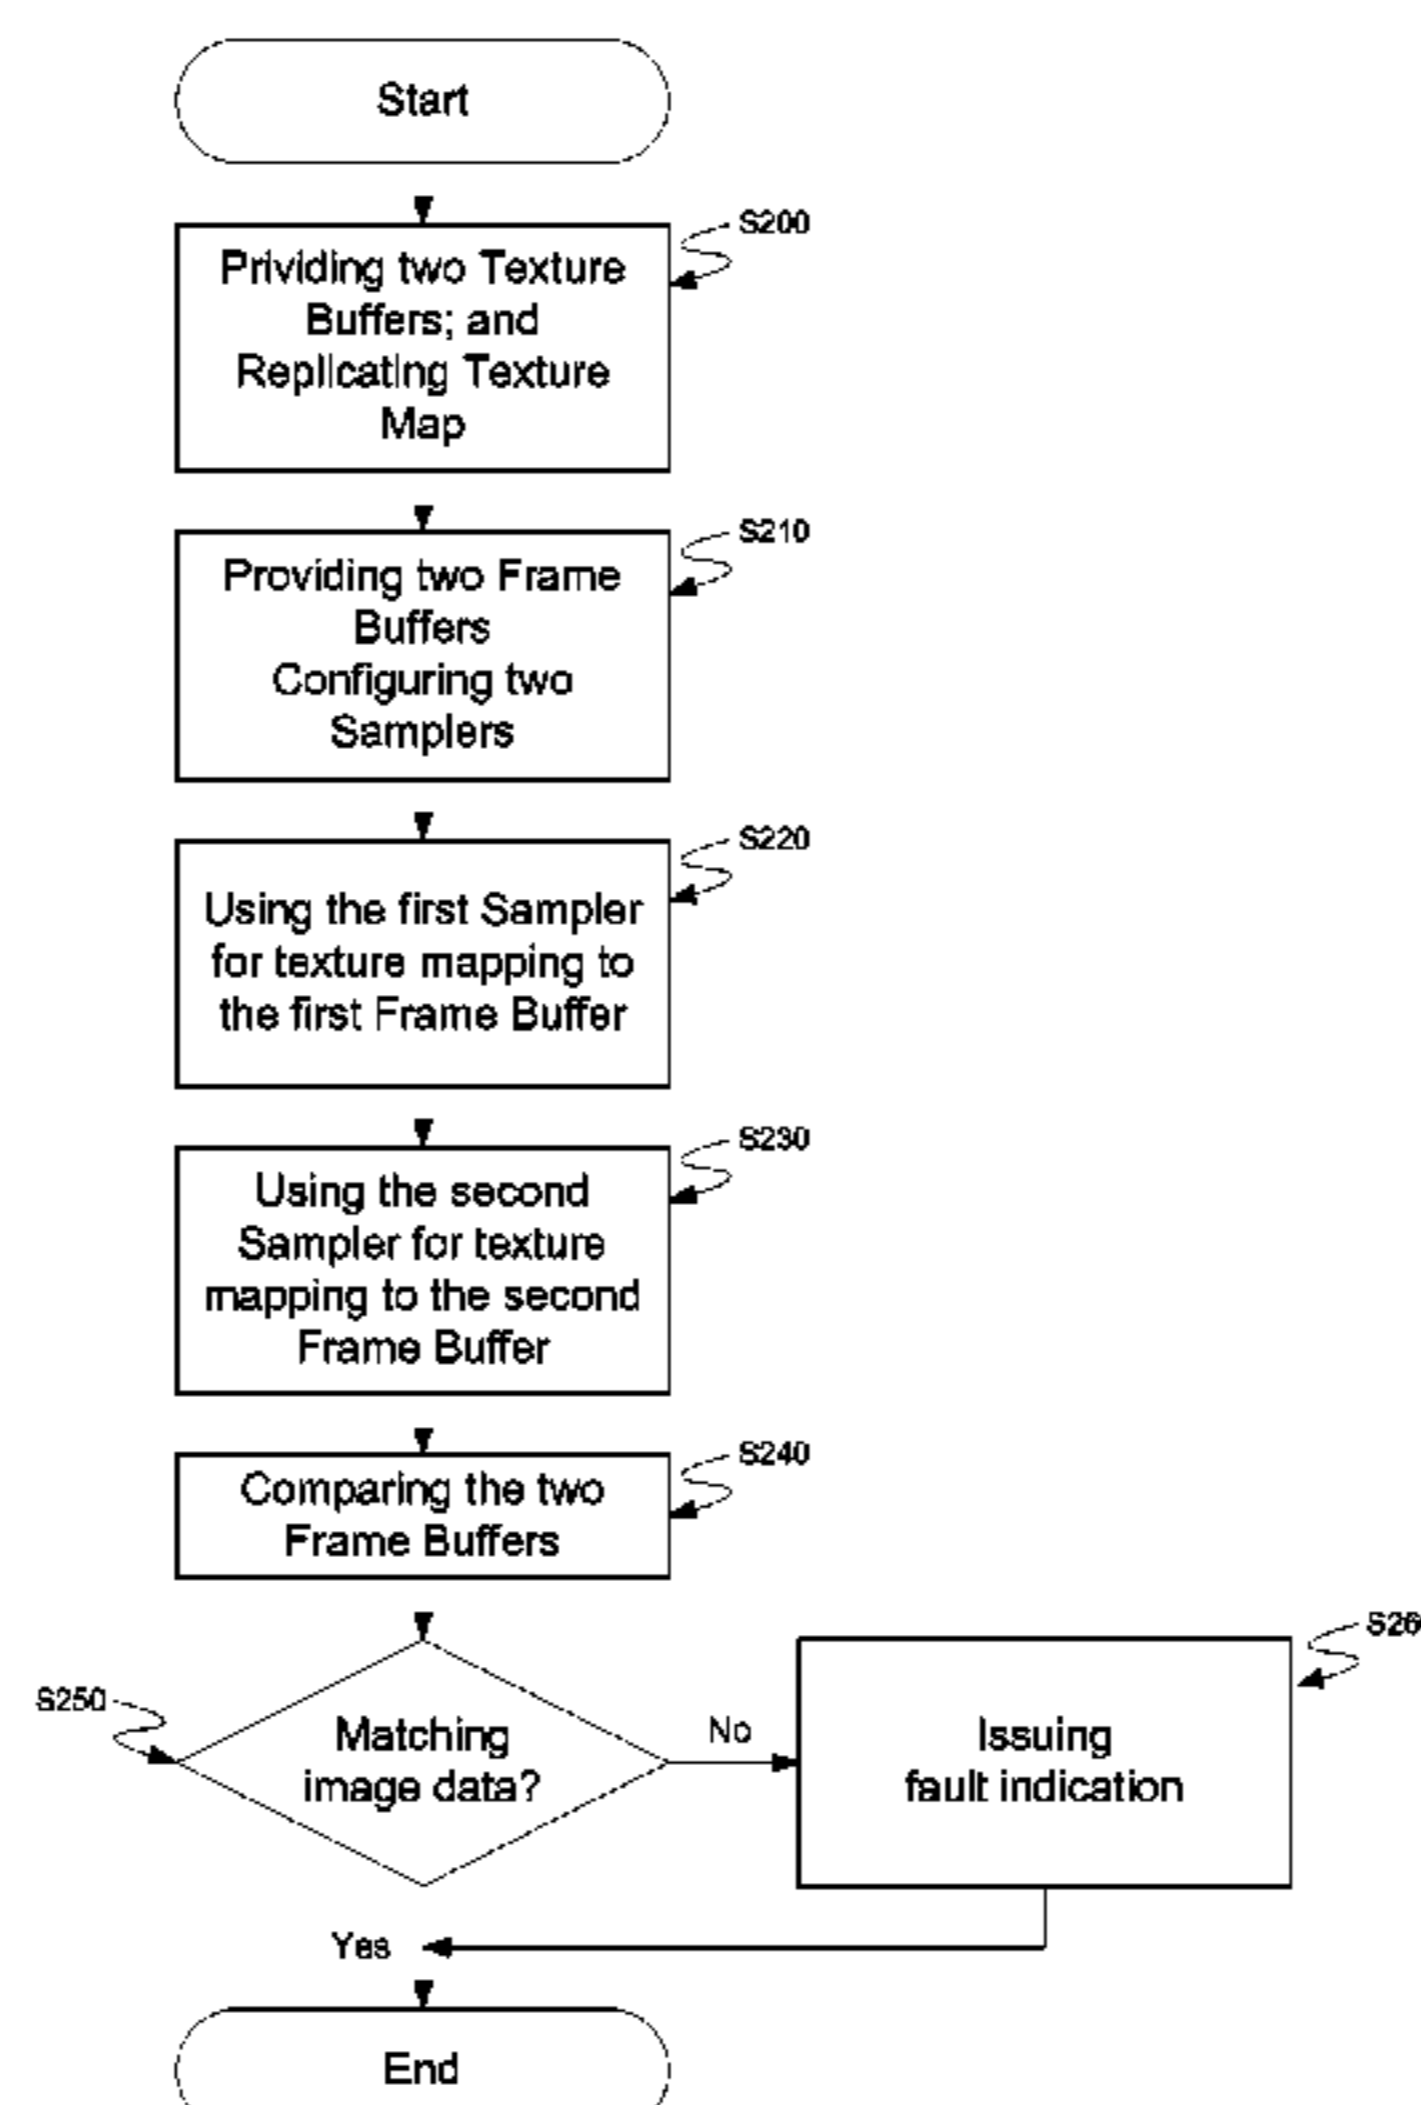 Start
S200
Prividing two Texture
Buffers; and
Replicating Texture
Map
S210
Providing two Frame
Buffers
Configuring two
Samplers
S220
Using the first Sampler
for texture mapping to
the first Frame Buffer
S230
Using the second
Sampler for texture
mapping to the second
Frame Buffer
S240
Comparing the two
Frame Buffers
S250
Matching
image data?
No
S26
Issuing
fault indication
Yes
End